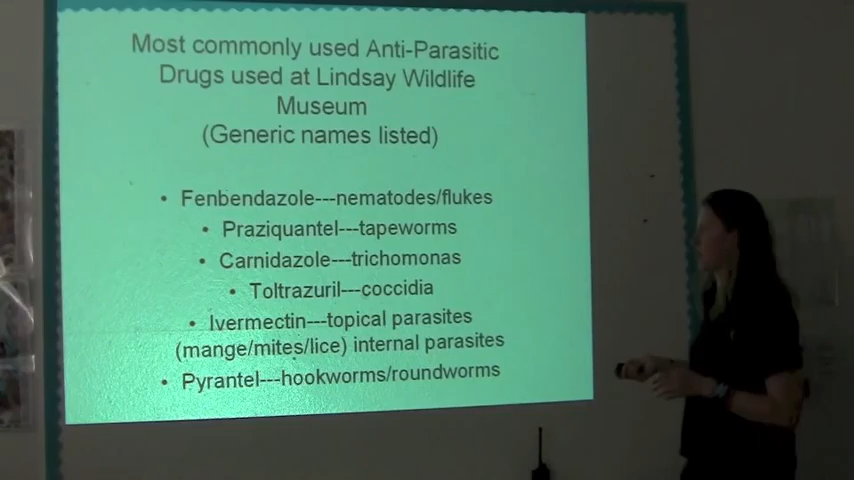 Most commonly used Anti-Parasitic
Drugs used at Lindsay Wildlife
Museum
(Generic names listed)
• Fenbendazole---nematodes/flukes
• Praziquantel---tapeworms
• Carnidazole---trichomonas
• Toltrazuril---coccidia
• Ivermectin---topical parasites
(mange/mites/lice) internal parasites
• Pyrantel---hookworms/roundworms